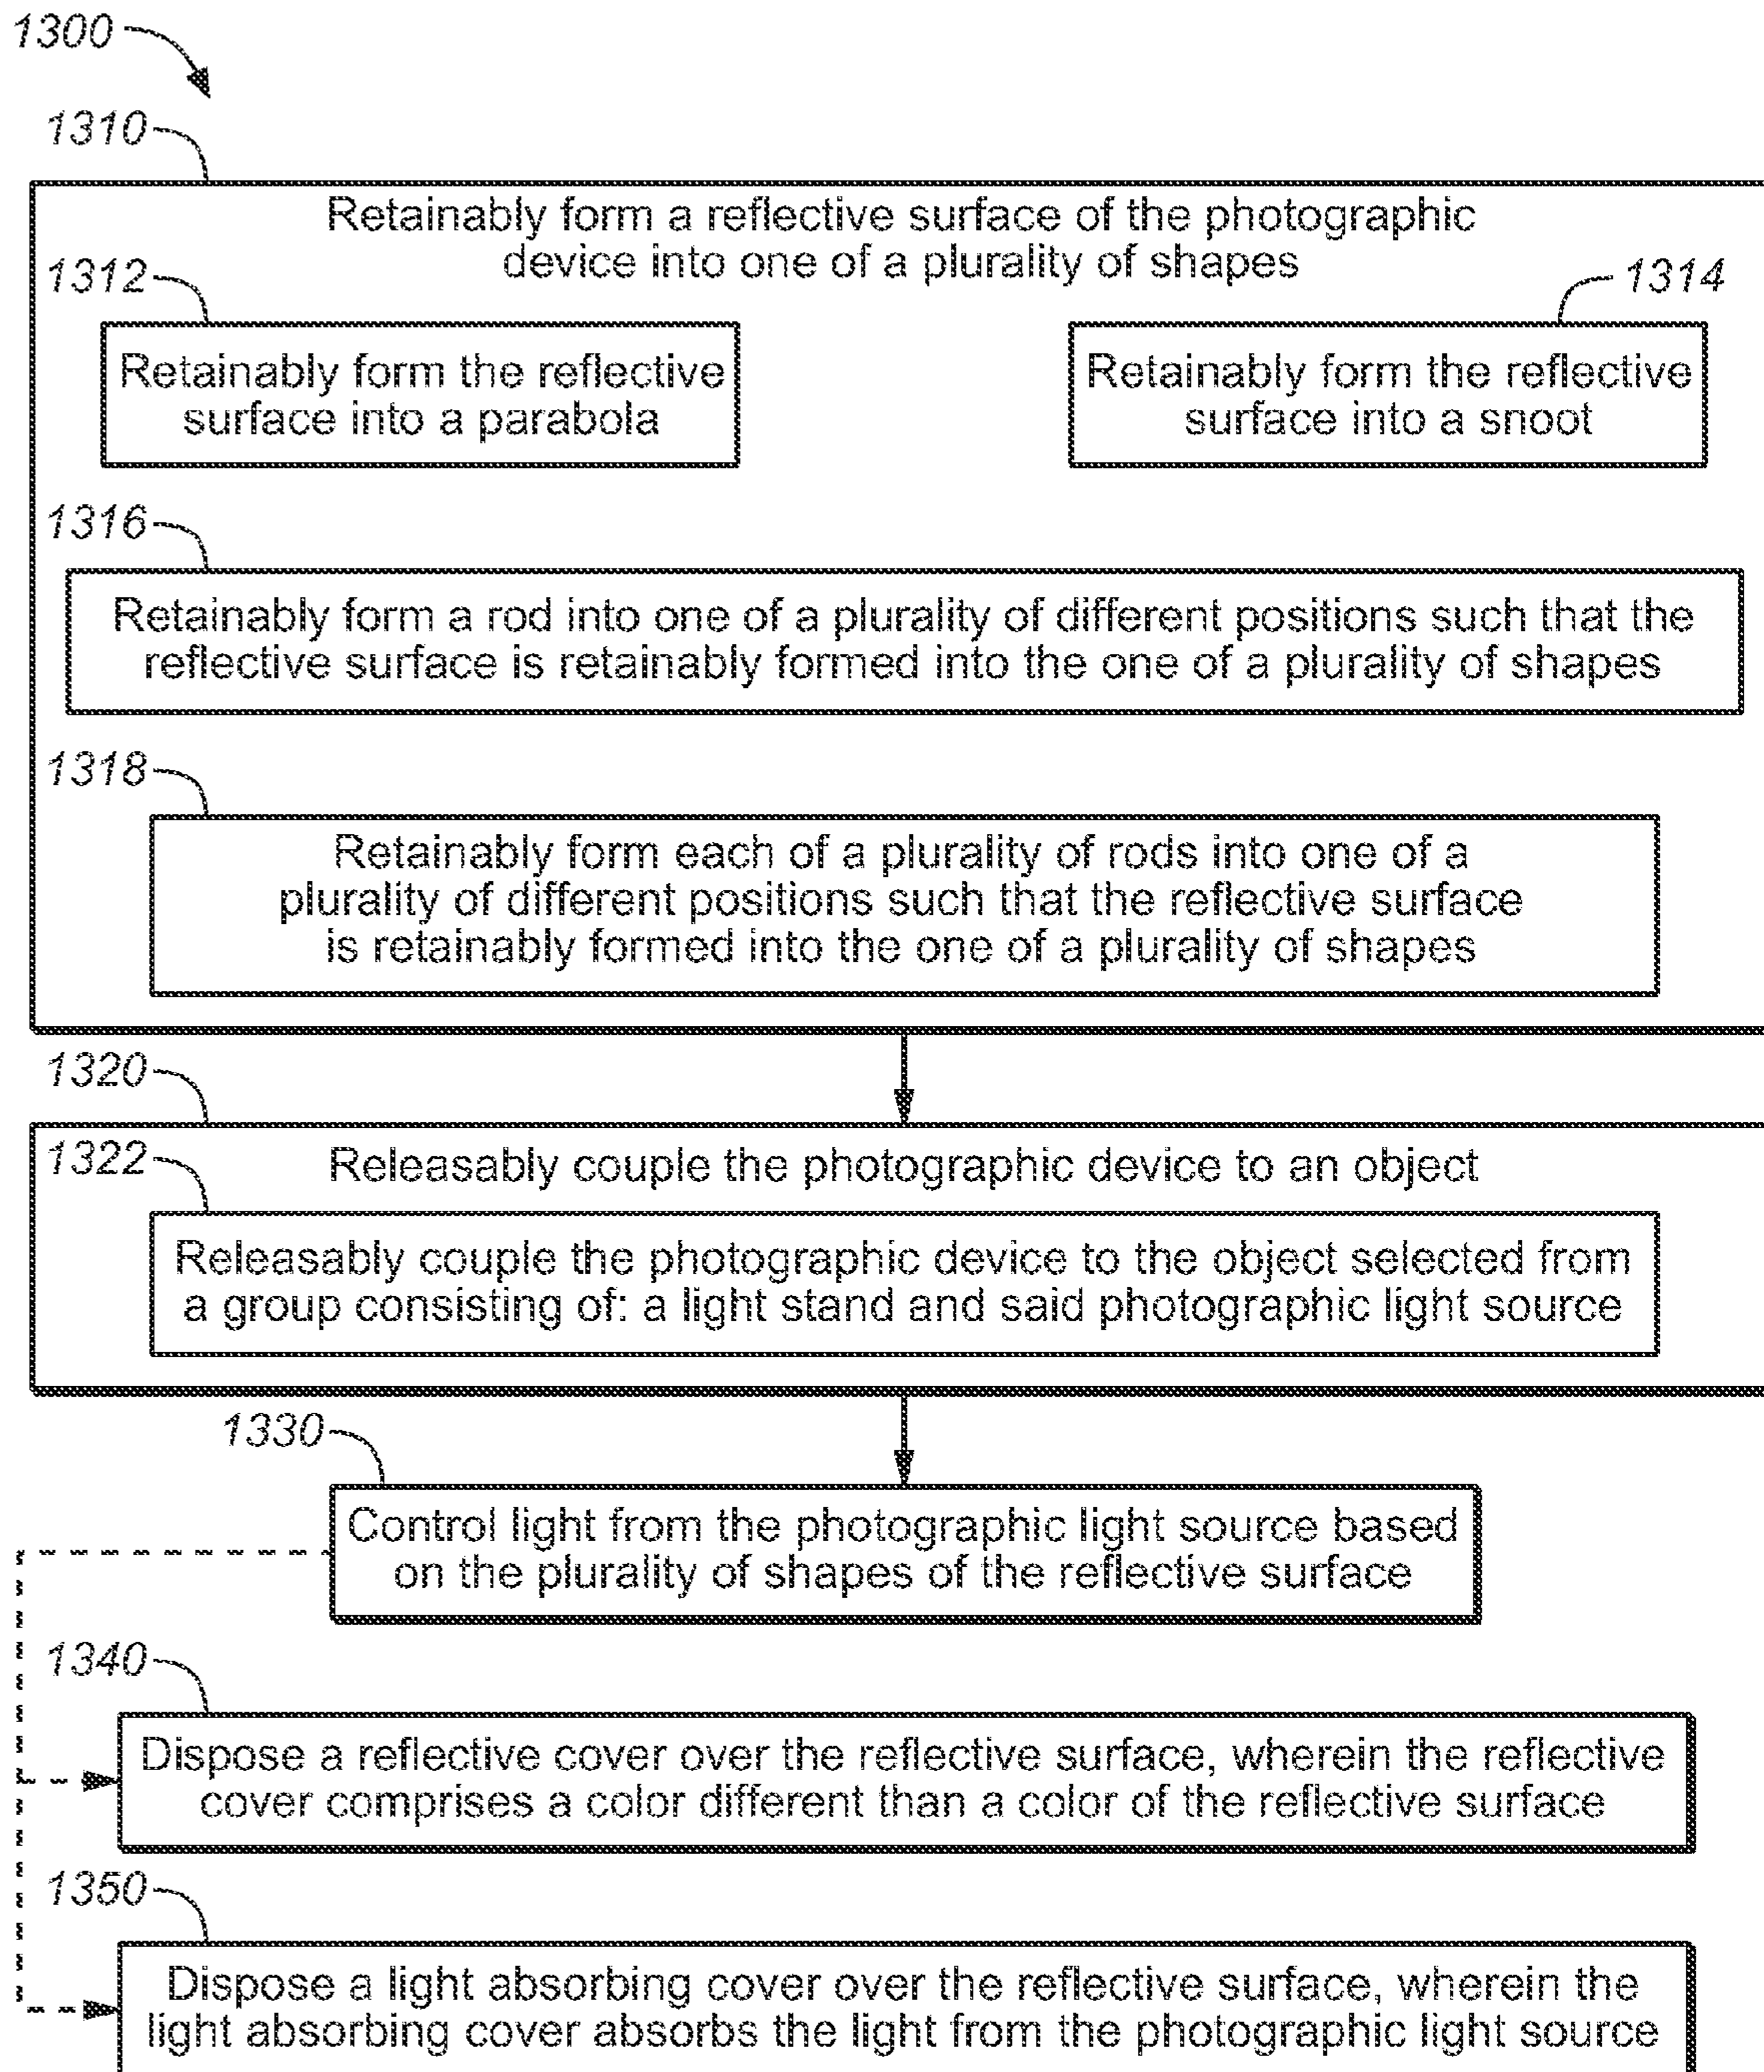 1300
1310
Retainably form a reflective surface of the photographic
device into one of a plurality of shapes
1312
Retainably form the reflective
surface into a parabola
1314
Retainably form the reflective
surface into a snoot
1316
Retainably form a rod into one of a plurality of different positions such that the
reflective surface is retainably formed into the one of a plurality of shapes
1318
Retainably form each of a plurality of rods into one of a
plurality of different positions such that the reflective surface
is retainably formed into the one of a plurality of shapes
1320
Releasably couple the photographic device to an object
1322
Releasably couple the photographic device to the object selected from
a group consisting of: a light stand and said photographic light source
1330
Control light from the photographic light source based
on the plurality of shapes of the reflective surface
1340
Dispose a reflective cover over the reflective surface, wherein the reflective
cover comprises a color different than a color of the reflective surface
1350
Dispose a light absorbing cover over the reflective surface, wherein the
light absorbing cover absorbs the light from the photographic light source